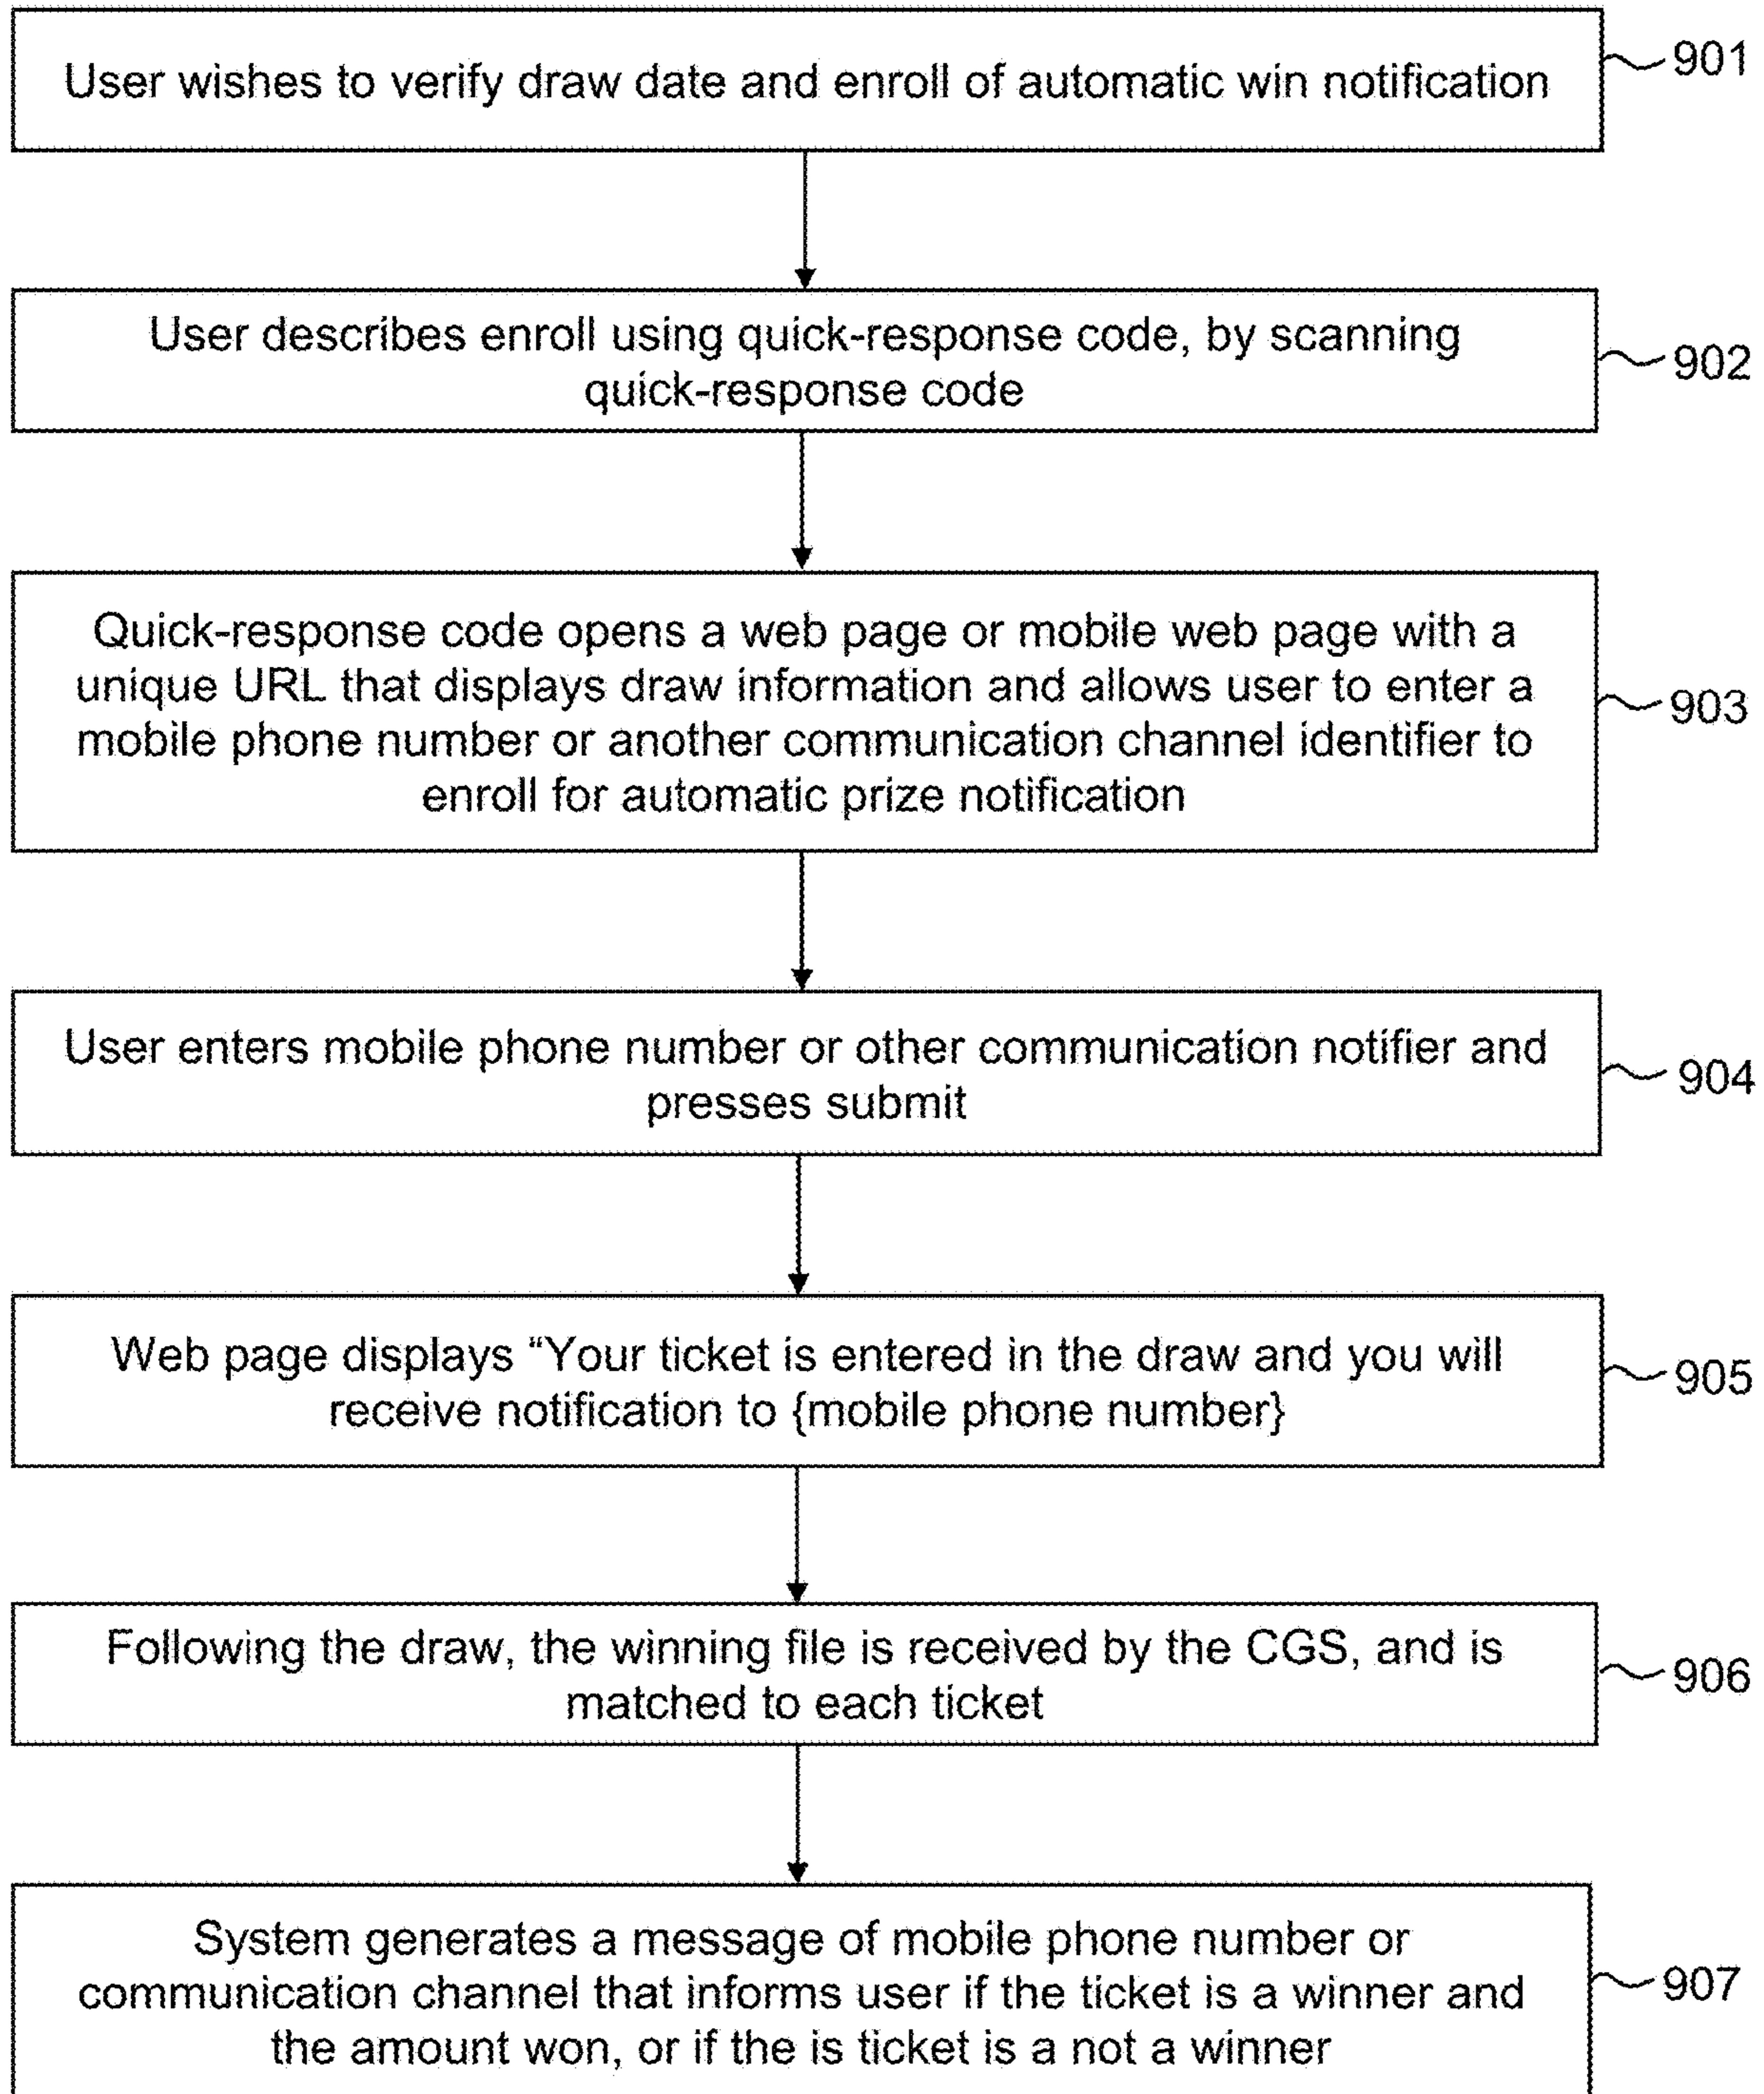 User wishes to verify draw date and enroll of automatic win notification
901
User describes enroll using quick-response code, by scanning
quick-response code
902
Quick-response code opens a web page or mobile web page with a
unique URL that displays draw information and allows user to enter a
mobile phone number or another communication channel identifier to
enroll for automatic prize notification
903
User enters mobile phone number or other communication notifier and
presses submit
904
Web page displays “Your ticket is entered in the draw and you will
receive notification to {mobile phone number}
905
Following the draw, the winning file is received by the CGS, and is
matched to each ticket
906
System generates a message of mobile phone number or
communication channel that informs user if the ticket is a winner and
the amount won, or if the is ticket is a not a winner
907